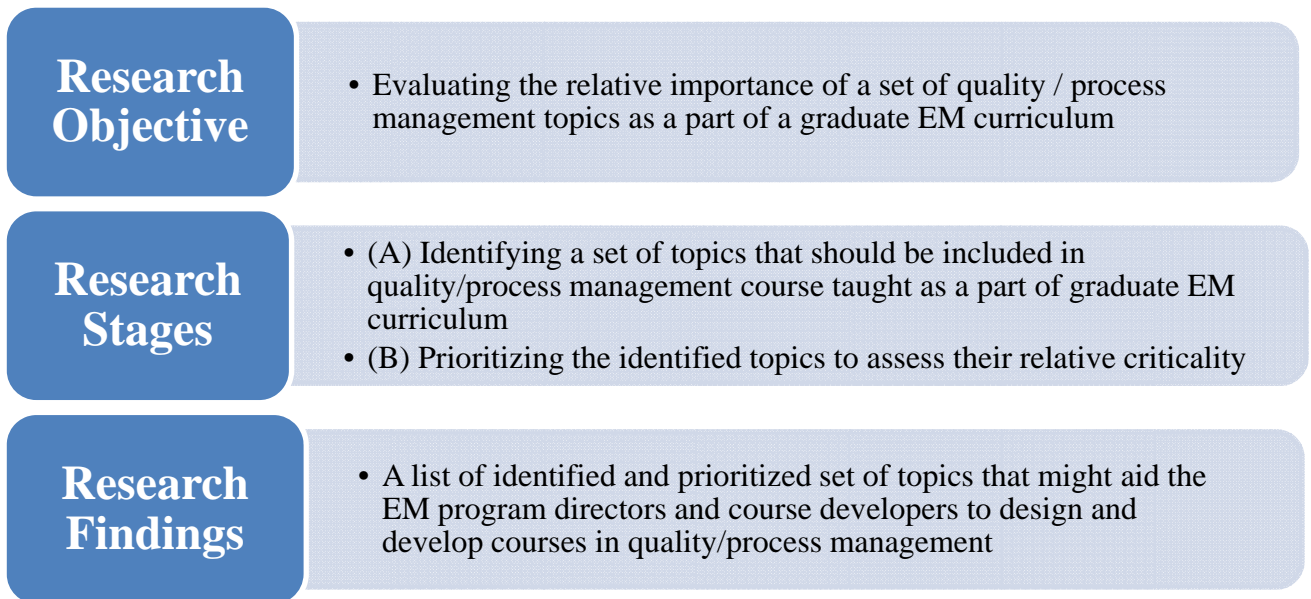 Research
Objective
• Evaluating the relative importance of a set of quality / process
management topics as a part of a graduate EM curriculum
Research
Stages
• (A) Identifying a set of topics that should be included in
quality/process management course taught as a part of graduate EM
curriculum
• (B) Prioritizing the identified topics to assess their relative criticality
Research
Findings
• A list of identified and prioritized set of topics that might aid the
EM program directors and course developers to design and
develop courses in quality/process management